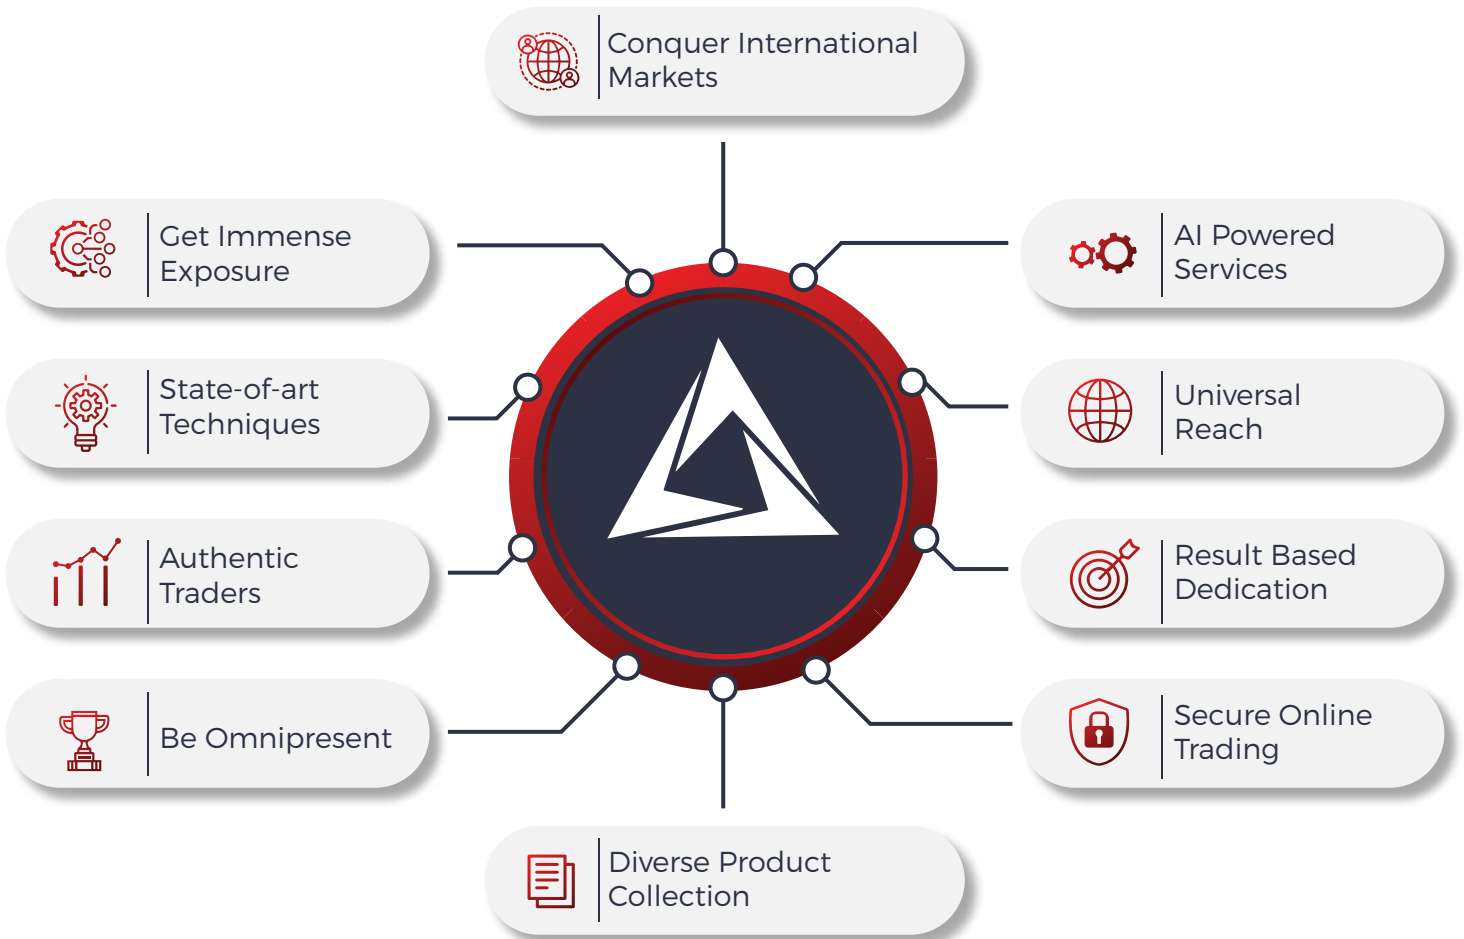 Conquer International
Markets
Get Immense
Exposure
AI Powered
Services
State-of-art
Techniques
Universal
Reach
Authentic
Traders
Result Based
Dedication
Be Omnipresent
Secure Online
Trading
Diverse Product
Collection